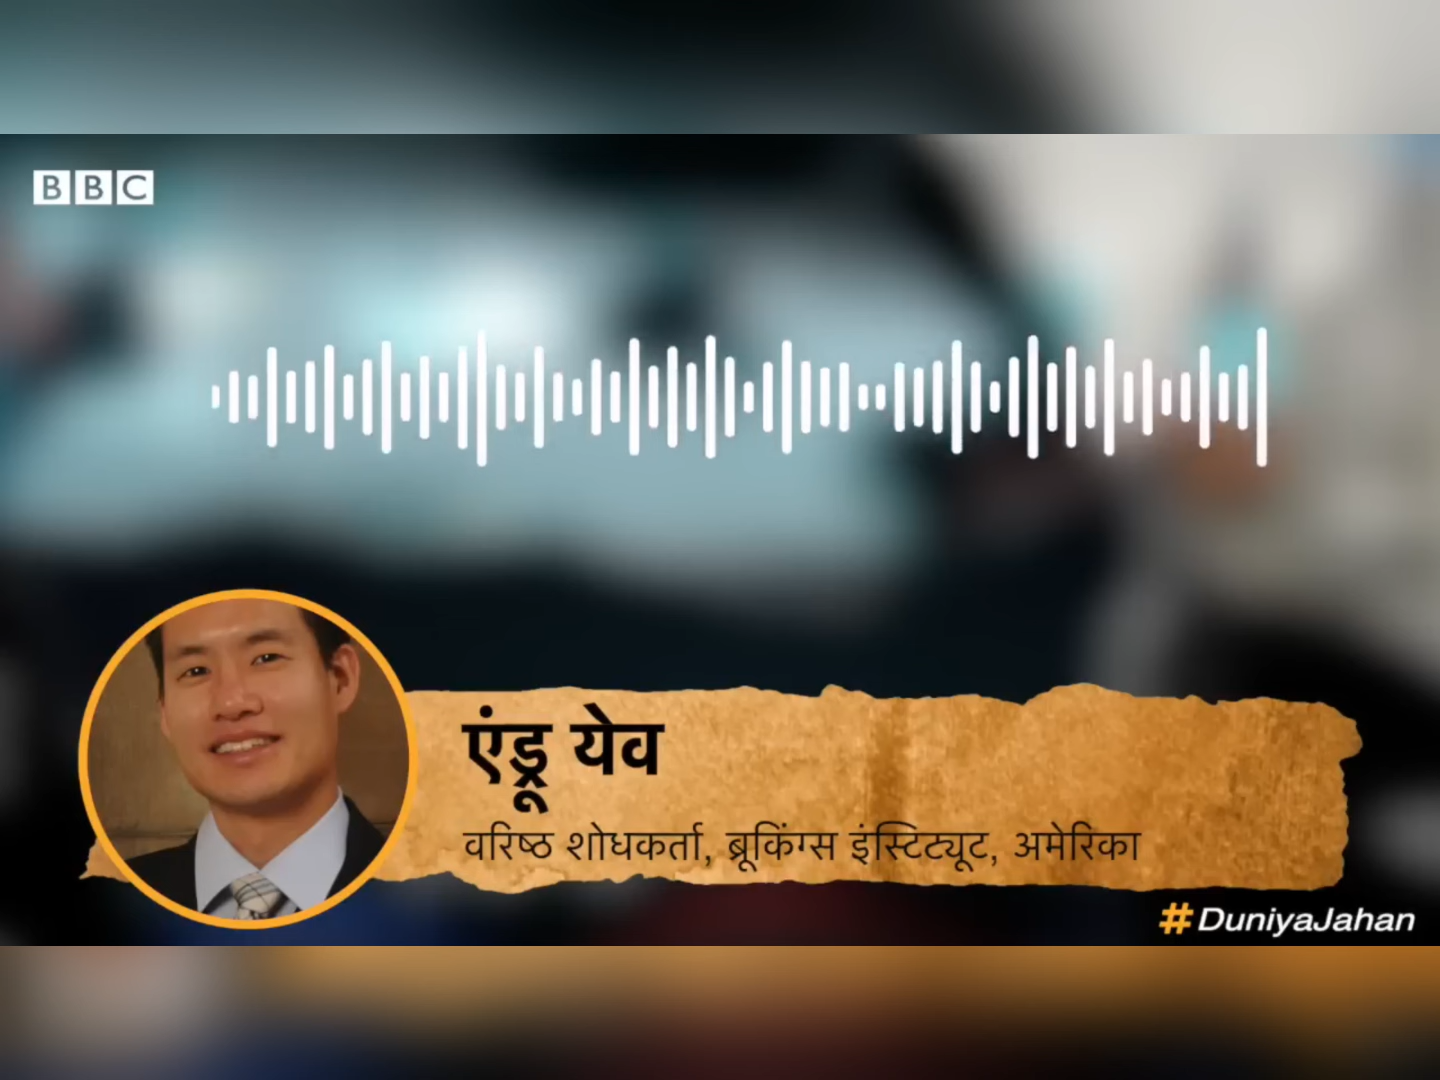 BBC
एंड्रू येव
वरिष्ठ शोधकर्ता, ब्रूकिंग्स इंस्टिट्यूट, अमेरिका
#DuniyaJahan